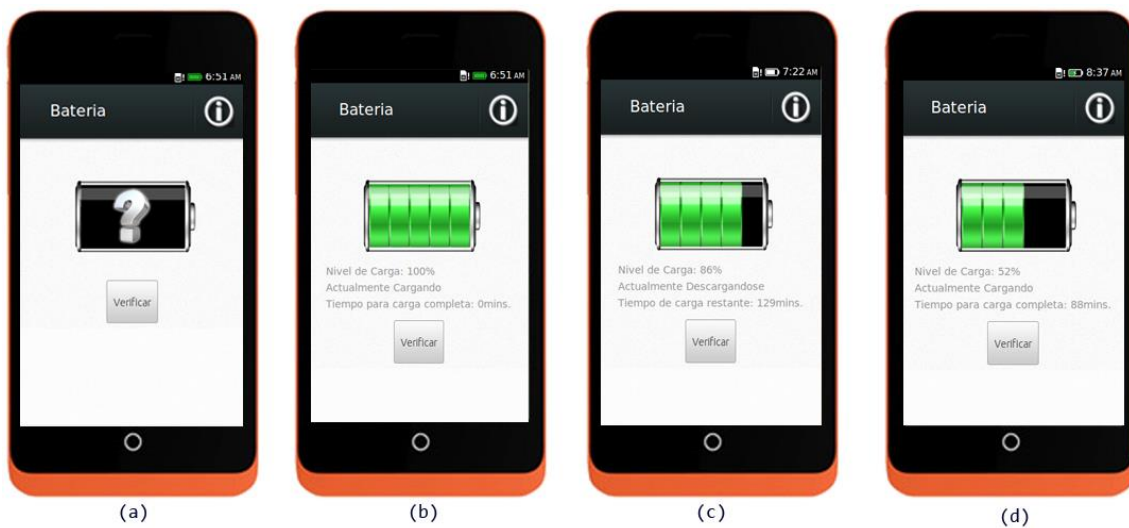 6:51 AM
Bateria
Verificar
(a)
6:51 AM
Bateria
Nivel de Carga: 100%
Actualmente Cargando
Tiempo para carga completa: 0mins.
Verificar
(b)
7:22 AM
Bateria
Nivel de Carga: 86%
Actualmente Descargandose
Tiempo de carga restante: 129mins.
Verificar
(c)
8:37 AM
Bateria
Nivel de Carga: 52%
Actualmente Cargando
Tiempo para carga completa: 88mins.
Verificar
(d)